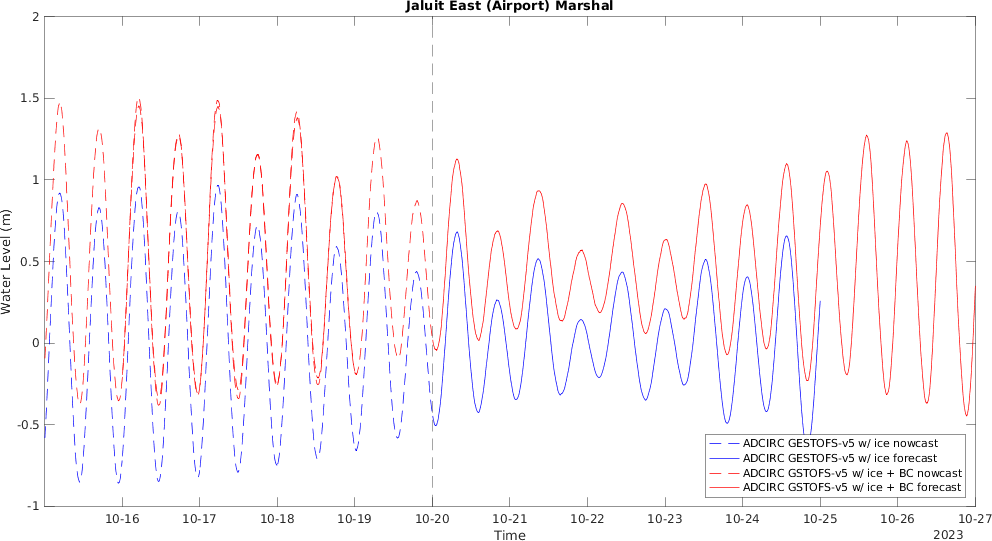 Jaluit East (Airport) Marshal
Water Level (m)
2
1.5
1
0.5
0
-0.5
-1
10-16
10-17
10-18
10-19
10-20
10-21
10-22
10-23
10-24
10-25
10-26
10-27
Time
2023
ADCIRC GESTOFS-v5 w/ ice nowcast
ADCIRC GESTOFS-v5 w/ ice forecast
ADCIRC GSTOFS-v5 w/ ice + BC nowcast
ADCIRC GSTOFS-v5 w/ ice + BC forecast